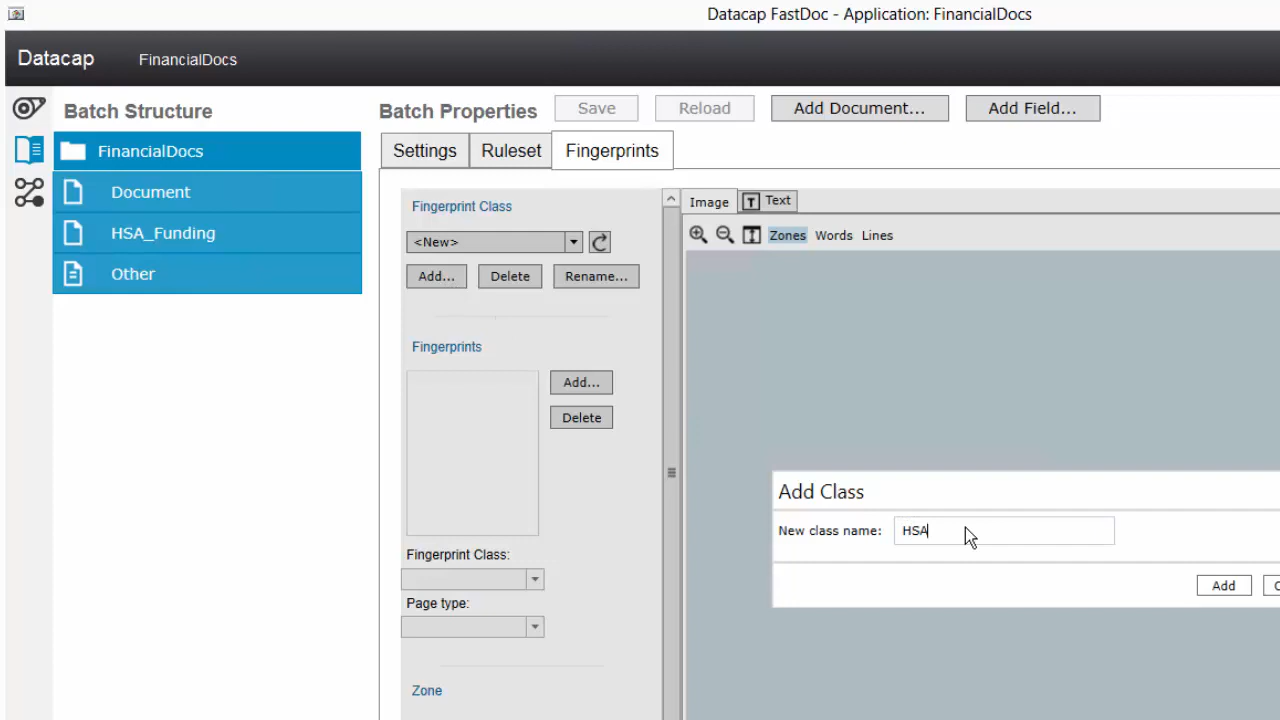 Datacap FastDoc - Application: FinancialDocs
Datacap FinancialDocs
Batch Structure
FinancialDocs
Document
HSA_Funding
Other
Batch Properties Save Reload Add Document... Add Field...
Settings Ruleset Fingerprints
Fingerprint Class
<New>
Add... Delete Rename...
Fingerprints
Add...
Delete
Fingerprint Class:
Page type:
Zone
Image T Text
Zones Words Lines
Add Class
New class name: HSA
Add